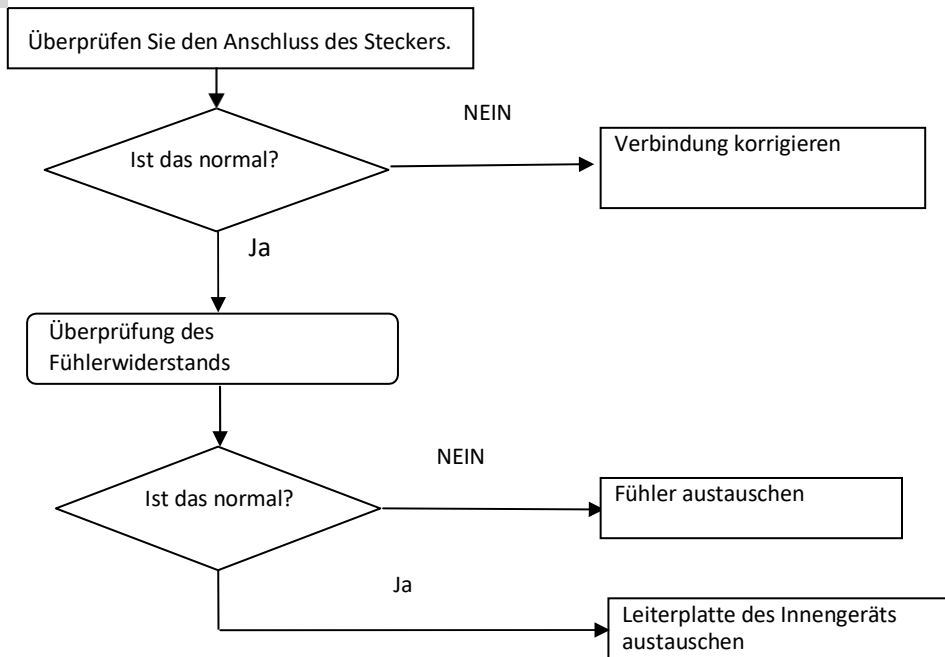 Überprüfen Sie den Anschluss des Steckers.
NEIN
Ist das normal?
Verbindung korrigieren
Ja
Überprüfung des
Fühlerwiderstands
NEIN
Ist das normal?
Fühler austauschen
Ja
Leiterplatte des Innengeräts
austauschen